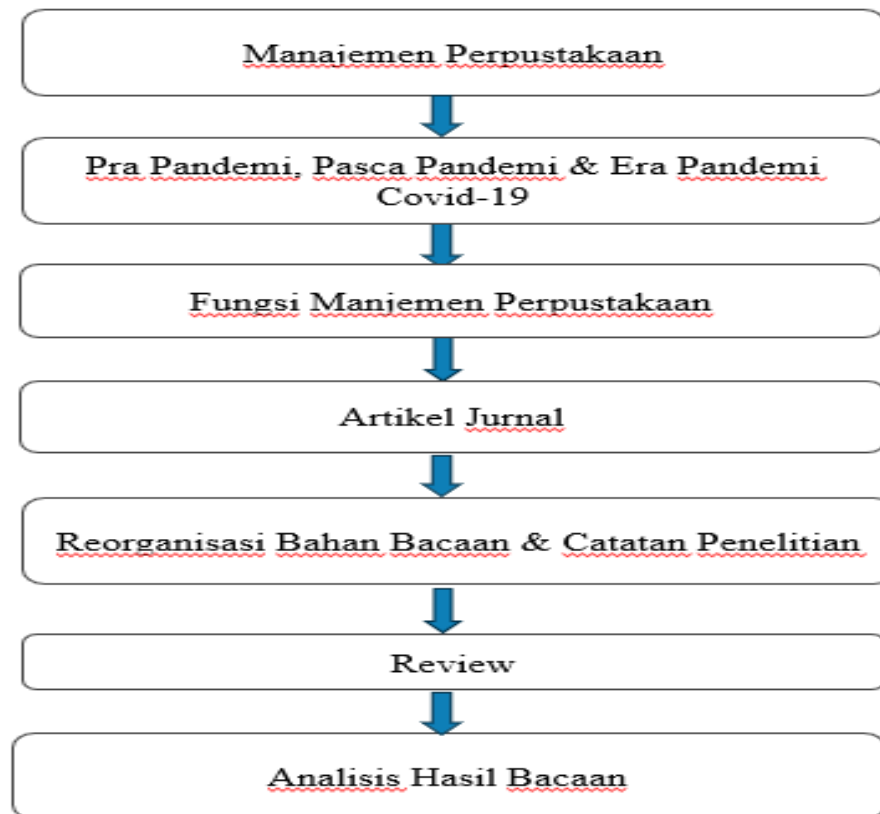 Manajemen Perpustakaan
Pra Pandemi, Pasca Pandemi & Era Pandemi
Covid-19
Fungsi Manjemen Perpustakaan
Artikel Jurnal
Reorganisasi Bahan Bacaan & Catatan Penelitian
Review
Analisis Hasil Bacaan